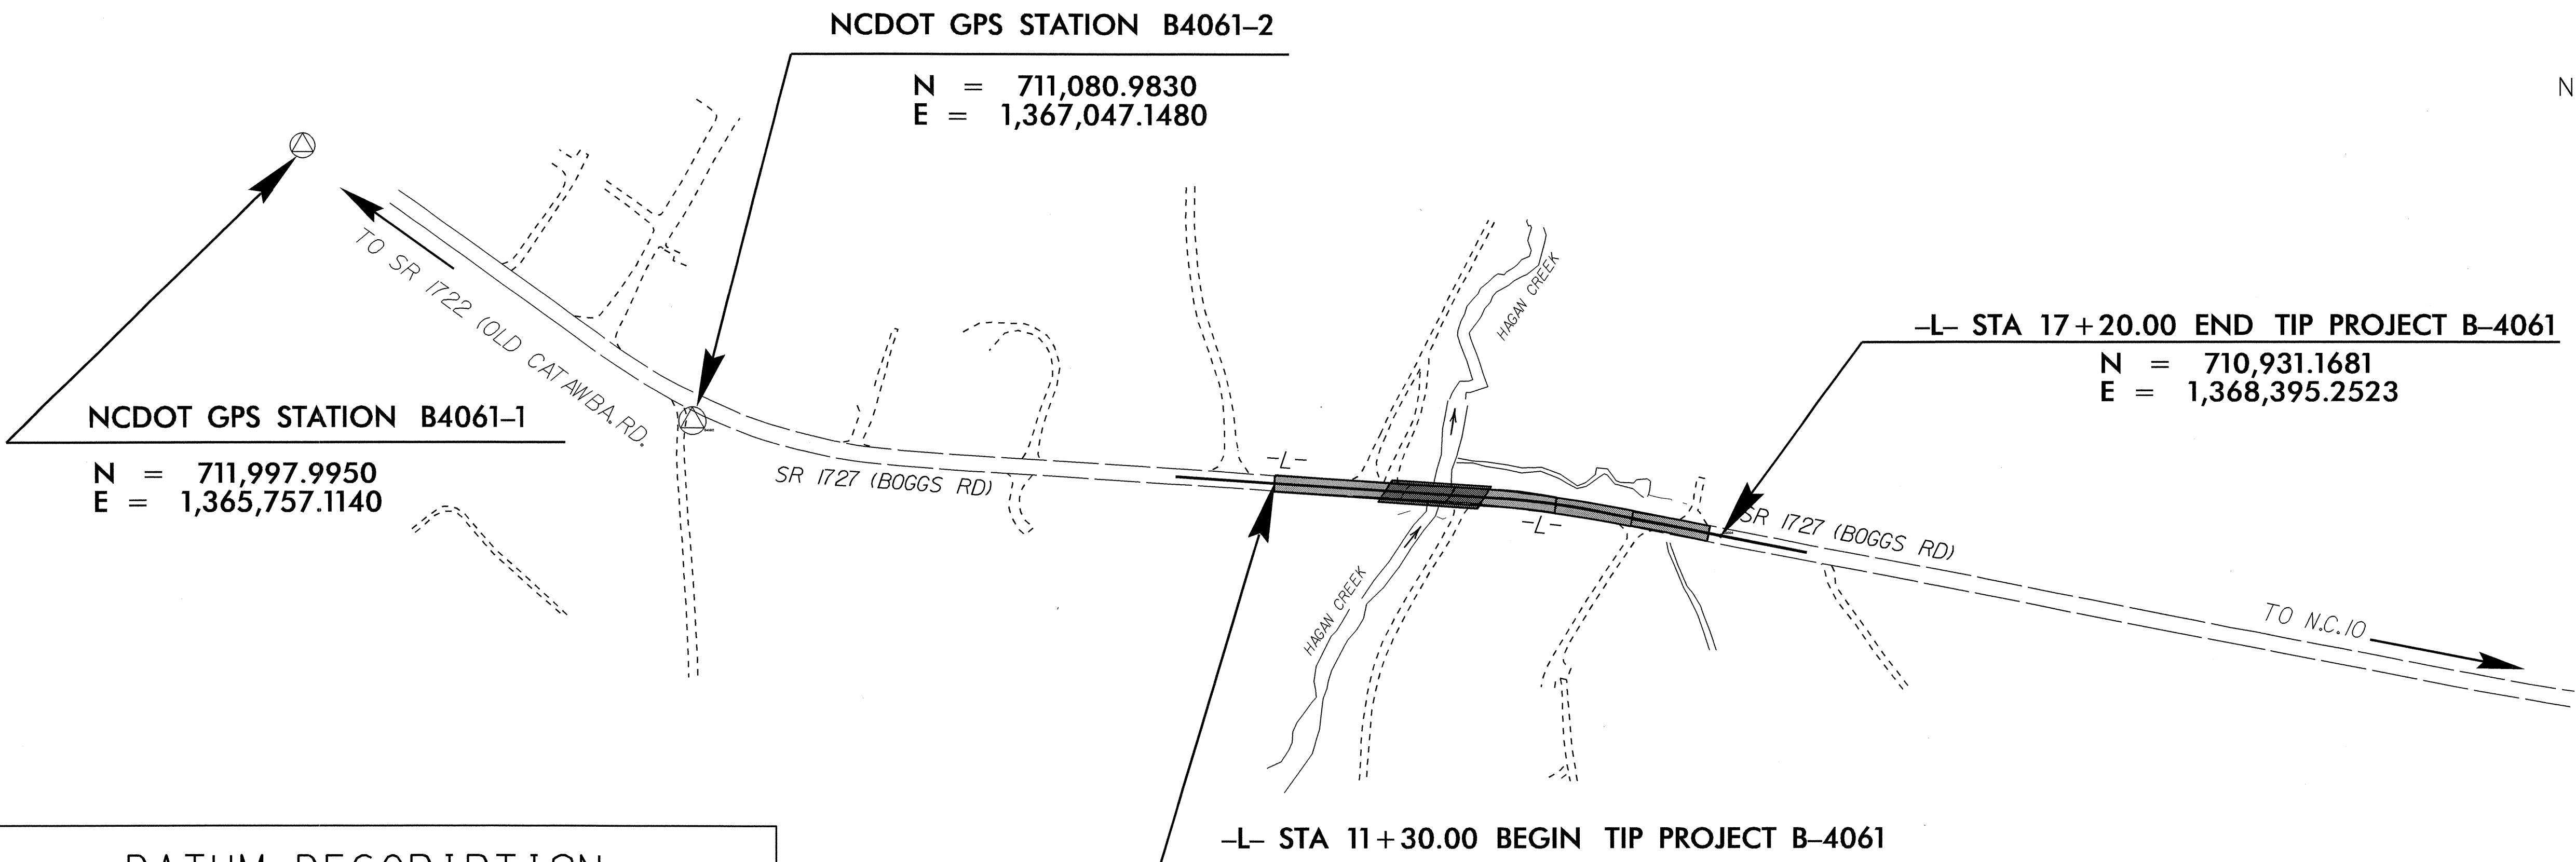 NCDOT GPS STATION B4061-2
N = 711,080.9830
E = 1,367,047.1480
N
TO SR 1722 (OLD CATAWBA. RD.
NCDOT GPS STATION B4061-1
N = 711,997.9950
E = 1,365,757.1140
SR 1727 (BOGGS RD)
-L-
HAGAN CREEK
-L- STA 17+20.00 END TIP PROJECT B-4061
N = 710,931.1681
E = 1,368,395.2523
-L-
SR 1727 (BOGGS RD)
HAGAN CREEK
TO N.C. 10
-L- STA 11+30.00 BEGIN TIP PROJECT B-4061
DATUM DESCRIPTION